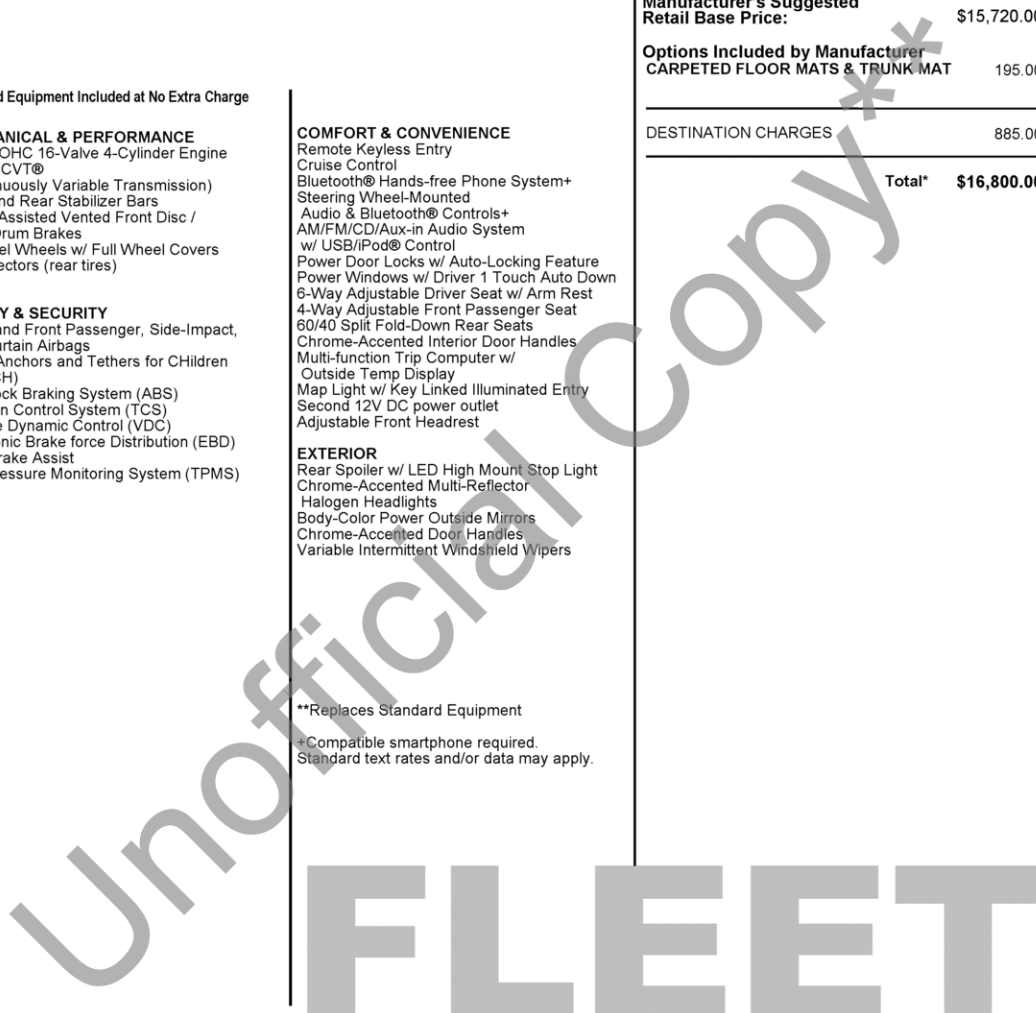 d Equipment Included at No Extra Charge
ANICAL & PERFORMANCE
OHC 16-Valve 4-Cylinder Engine
CVT®
nuously Variable Transmission)
nd Rear Stabilizer Bars
Assisted Vented Front Disc /
Drum Brakes
el Wheels w/ Full Wheel Covers
ectors (rear tires)
Y & SECURITY
and Front Passenger, Side-Impact,
urtain Airbags
Anchors and Tethers for CHildren
CH)
ock Braking System (ABS)
on Control System (TCS)
e Dynamic Control (VDC)
onic Brake force Distribution (EBD)
rake Assist
essure Monitoring System (TPMS)
COMFORT & CONVENIENCE
Remote Keyless Entry
Cruise Control
Bluetooth® Hands-free Phone System+
Steering Wheel-Mounted
Audio & Bluetooth® Controls+
AM/FM/CD/Aux-in Audio System
w/ USB/iPod® Control
Power Door Locks w/ Auto-Locking Feature
Power Windows w/ Driver 1 Touch Auto Down
6-Way Adjustable Driver Seat w/ Arm Rest
4-Way Adjustable Front Passenger Seat
60/40 Split Fold-Down Rear Seats
Chrome-Accented Interior Door Handles
Multi-function Trip Computer w/
Outside Temp Display
Map Light w/ Key Linked Illuminated Entry
Second 12V DC power outlet
Adjustable Front Headrest
EXTERIOR
Rear Spoiler w/ LED High Mount Stop Light
Chrome-Accented Multi-Reflector
Halogen Headlights
Body-Color Power Outside Mirrors
Chrome-Accented Door Handles
Variable Intermittent Windshield Wipers
**Replaces Standard Equipment
+Compatible smartphone required.
Standard text rates and/or data may apply.
Manufacturer's Suggested
Retail Base Price: $15,720.00
Options Included by Manufacturer
CARPETED FLOOR MATS & TRUNK MAT 195.00
DESTINATION CHARGES 885.00
Total* $16,800.00
Unofficial Copy**
FLEET